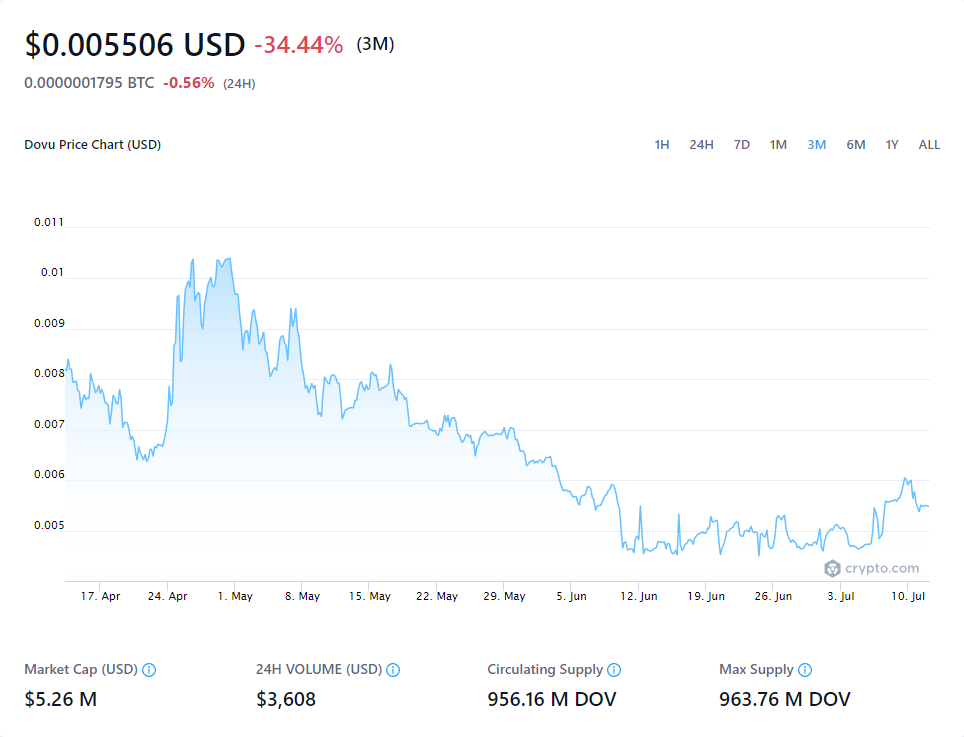 $0.005506 USD -34.44% (3M)
0.0000001795 BTC -0.56% (24H)
Dovu Price Chart (USD) 1H 24H 7D 1M 3M 6M 1Y ALL
0.011
0.01
0.009
0.008
0.007
0.006
0.005
crypto.com
17. Apr 24. Apr 1. May 8. May 15. May 22. May 29. May 5. Jun 12. Jun 19. Jun 26. Jun 3. Jul 10. Jul
Market Cap (USD) 24H VOLUME (USD) Circulating Supply Max Supply
$5.26 M $3,608 956.16 M DOV 963.76 M DOV